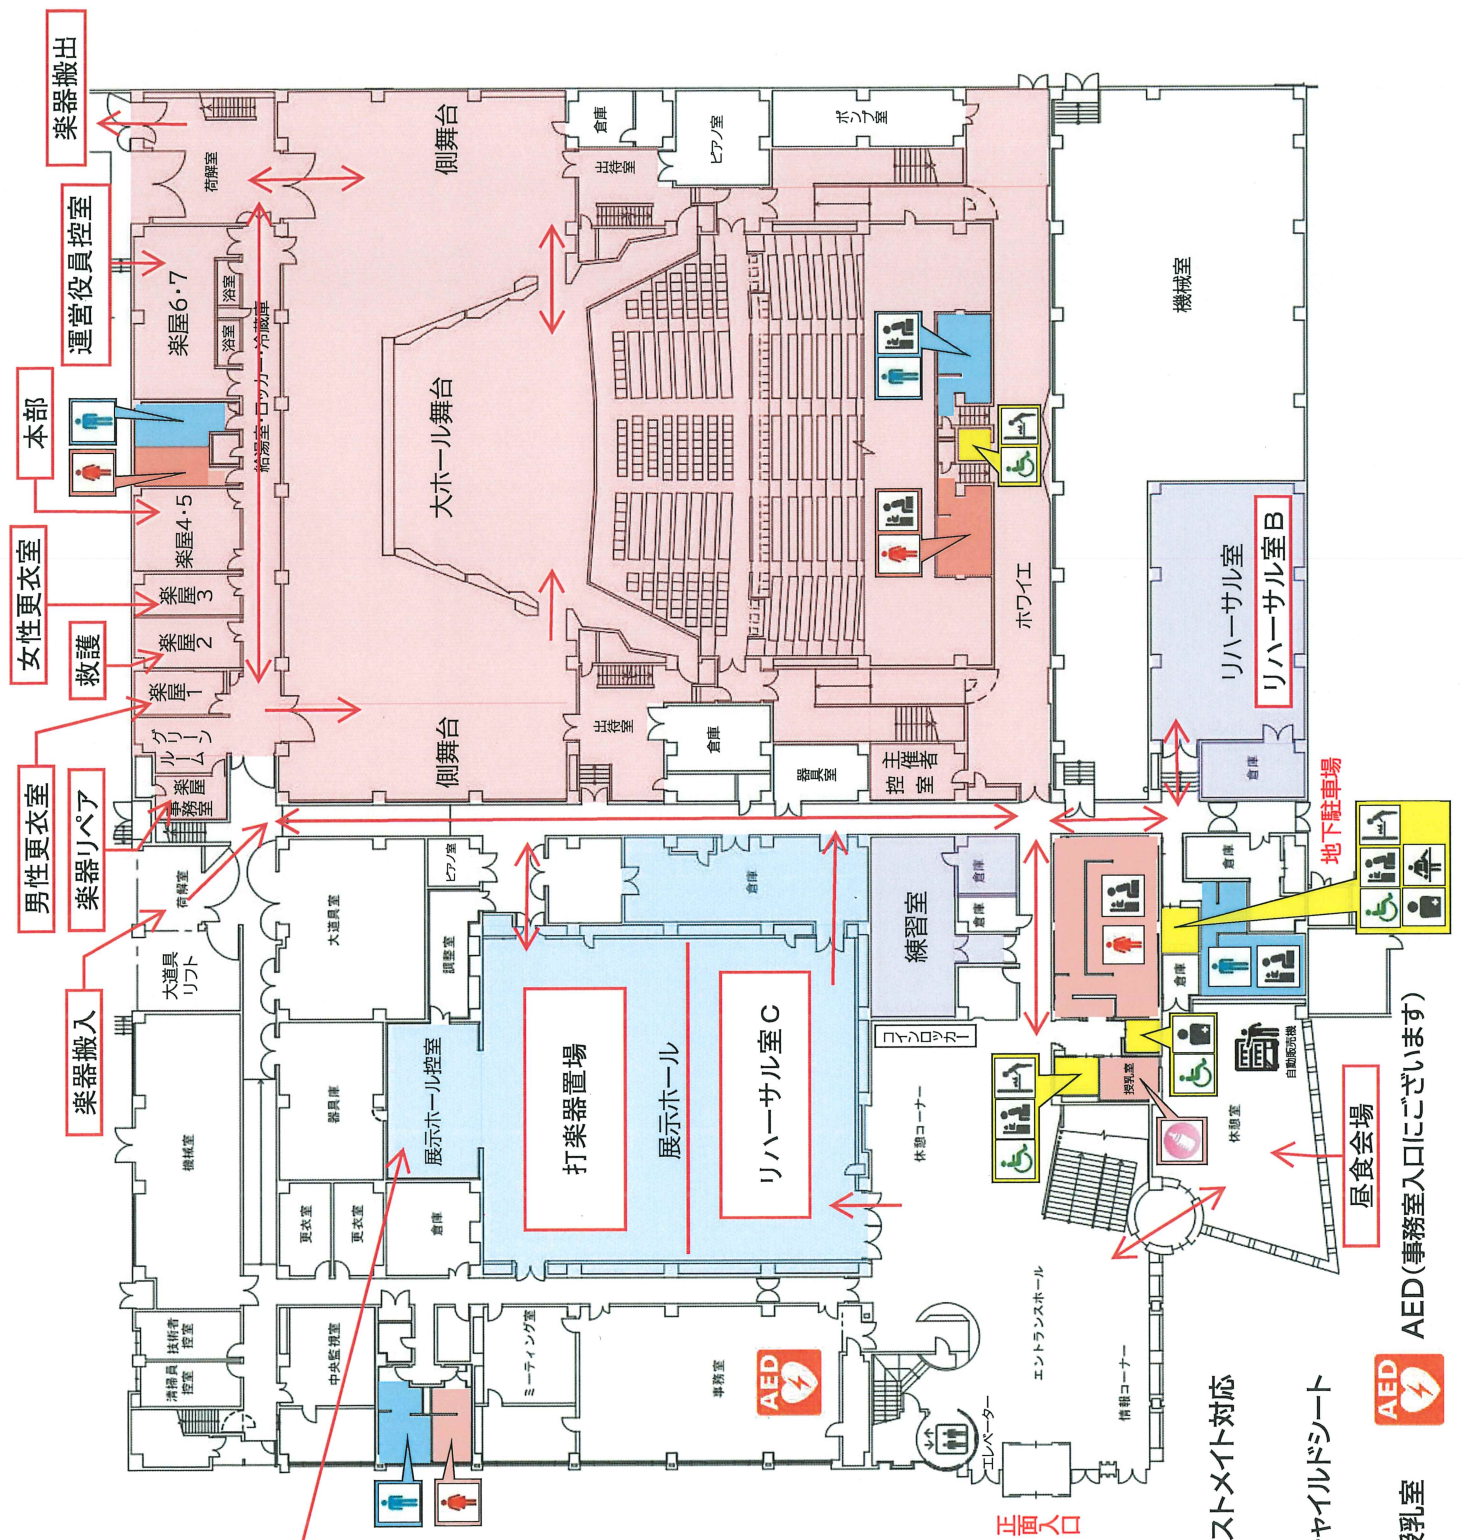 楽器搬出
運営役員控室
本部
女性更衣室
救護
男性更衣室
楽器リペア
楽器搬入
荷解室
楽屋6・7
浴室
浴室
給湯室・ロッカー・冷蔵庫
楽屋4・5
楽屋
3
楽屋
2
楽屋
1
グリーン
ルーム
楽屋
事務室
荷解室
大道具
リフト
機械室
技術者
控室
清掃員
控室
側舞台
大ホール舞台
側舞台
倉庫
出待室
ピアノ室
ポンプ室
出待室
倉庫
器具室
主催者
控室
ホワイエ
機械室
リハーサル室
リハーサル室B
倉庫
地下駐車場
大道具室
ピアノ室
調整室
器具庫
展示ホール控室
更衣室
更衣室
倉庫
中央監視室
ミーティング室
事務室
AED
打楽器置場
展示ホール
リハーサル室C
倉庫
練習室
倉庫
倉庫
コインロッカー
休憩コーナー
倉庫
倉庫
授乳室
自動販売機
休憩室
昼食会場
エントランスホール
情報コーナー
エレベーター
正面
入口
ストメイト対応
ャイルドシート
乳室
AED
AED(事務室入口にございます)